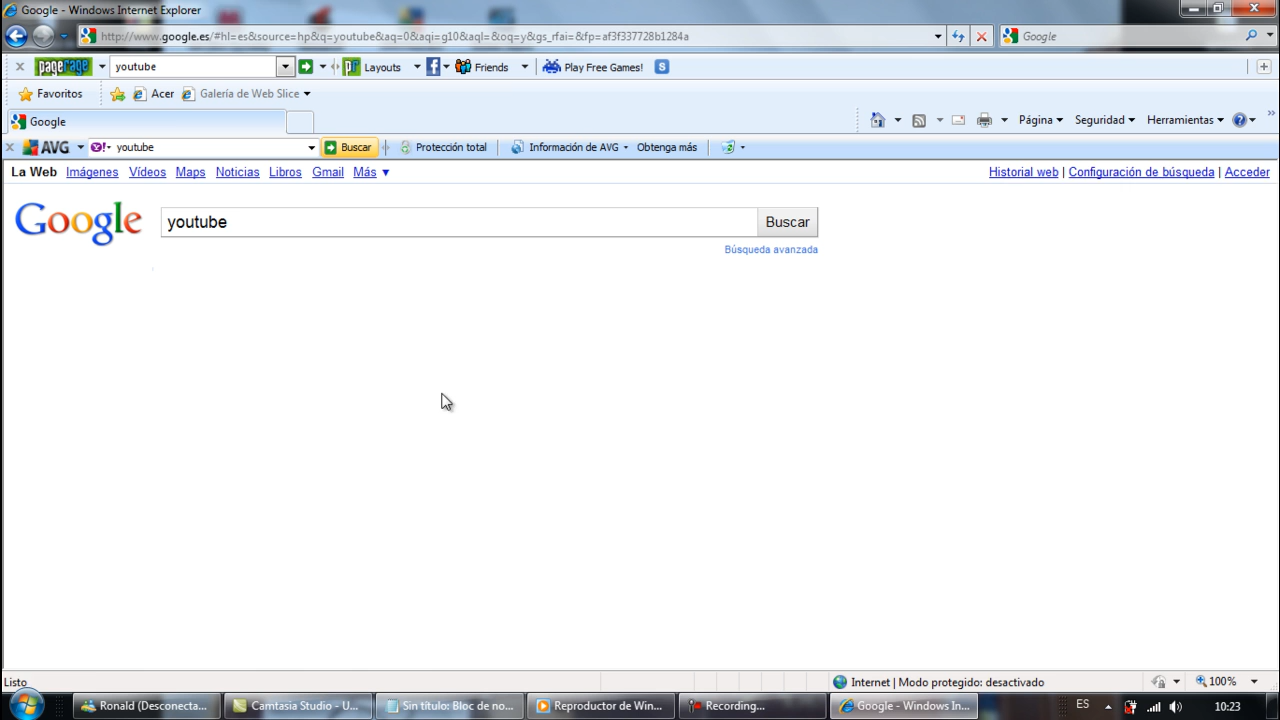 Google - Windows Internet Explorer
http://www.google.es/#hl=es&source=hp&q=youtube&aq=0&aqi=g10&aql=&oq=y&gs_rfai=&fp=af3f337728b1284a
Google
pagerage youtube Layouts Friends Play Free Games!
Favoritos Acer Galería de Web Slice
Google Página Seguridad Herramientas
AVG Y! youtube Buscar Protección total Información de AVG Obtenga más
La Web Imágenes Vídeos Maps Noticias Libros Gmail Más Historial web | Configuración de búsqueda | Acceder
Google youtube Buscar
Búsqueda avanzada
Listo Internet | Modo protegido: desactivado 100%
Ronald (Desconecta... Camtasia Studio - U... Sin título: Bloc de no... Reproductor de Win... Recording... Google - Windows In... ES 10:23